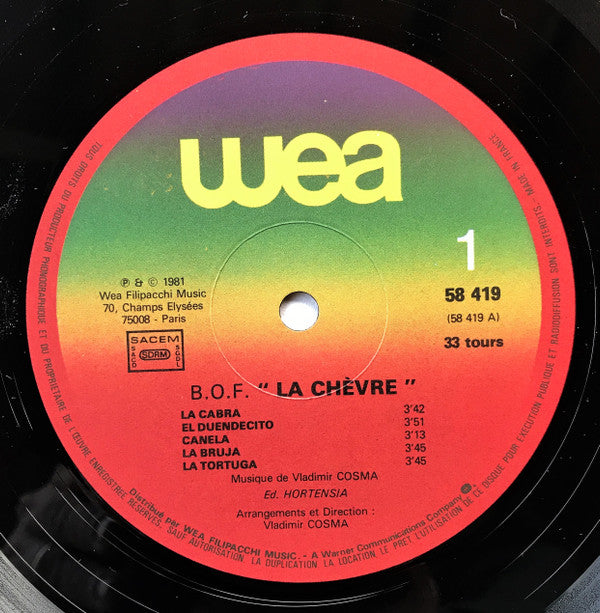 wea
1
℗ & © 1981
Wea Filipacchi Music
70, Champs Elysées
75008 - Paris
58 419
(58 419 A)
33 tours
SACEM
SACD
SDRM
SGDL
B.O.F. " LA CHÈVRE "
LA CABRA 3'42
EL DUENDECITO 3'51
CANELA 3'13
LA BRUJA 3'45
LA TORTUGA 3'45
Musique de Vladimir COSMA
Ed. HORTENSIA
Arrangements et Direction :
Vladimir COSMA
TOUS DROITS DU PRODUCTEUR PHONOGRAPHIQUE ET DU PROPRIETAIRE DE L'ŒUVRE ENREGISTREE RESERVES. SAUF AUTORISATION. LA DUPLICATION. LA LOCATION. LE PRET. L'UTILISATION DE CE DISQUE POUR EXECUTION PUBLIQUE ET RADIODIFFUSION SONT INTERDITS - MADE IN FRANCE
Distribué par WEA FILIPACCHI MUSIC. - A Warner Communications Company